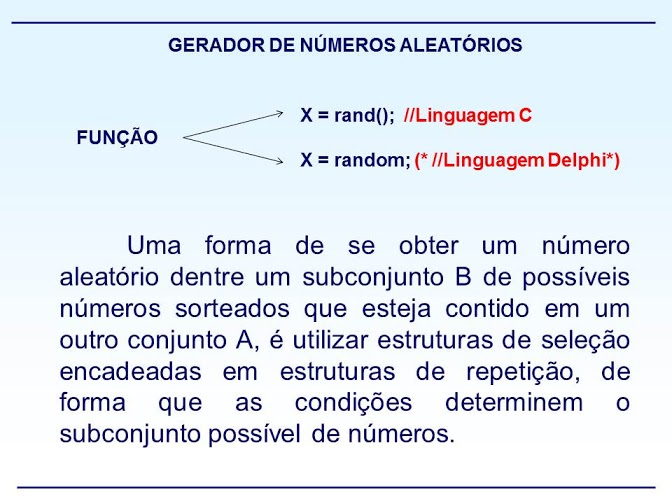 GERADOR DE NÚMEROS ALEATÓRIOS
X = rand(); //Linguagem C
FUNÇÃO
X = random; (* //Linguagem Delphi*)
Uma forma de se obter um número
aleatório dentre um subconjunto B de possíveis
números sorteados que esteja contido em um
outro conjunto A, é utilizar estruturas de seleção
encadeadas em estruturas de repetição, de
forma que as condições determinem o
subconjunto possível de números.